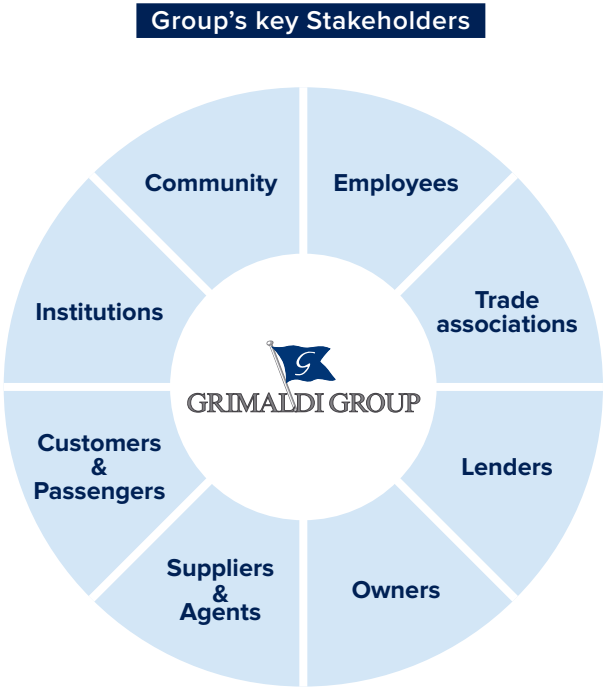 Group’s key Stakeholders
Community
Employees
Institutions
Trade
associations
G
GRIMALDI GROUP
Customers
&
Passengers
Lenders
Suppliers
&
Agents
Owners